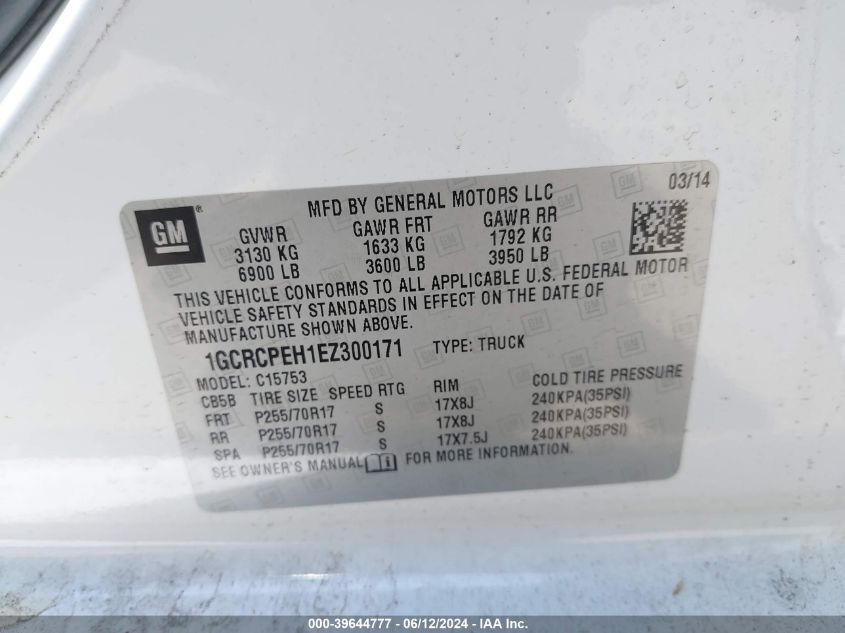 MFD BY GENERAL MOTORS LLC
03/14
GM®
GVWR GAWR FRT GAWR RR
3130 KG 1633 KG 1792 KG
6900 LB 3600 LB 3950 LB
THIS VEHICLE CONFORMS TO ALL APPLICABLE U.S. FEDERAL MOTOR
VEHICLE SAFETY STANDARDS IN EFFECT ON THE DATE OF
MANUFACTURE SHOWN ABOVE.
1GCRCPEH1EZ300171 TYPE: TRUCK
MODEL: C15753
CB5B TIRE SIZE SPEED RTG RIM COLD TIRE PRESSURE
FRT P255/70R17 S 17X8J 240KPA(35PSI)
RR P255/70R17 S 17X8J 240KPA(35PSI)
SPA P255/70R17 S 17X7.5J 240KPA(35PSI)
SEE OWNER'S MANUAL FOR MORE INFORMATION.
000-39644777 - 06/12/2024 - IAA Inc.